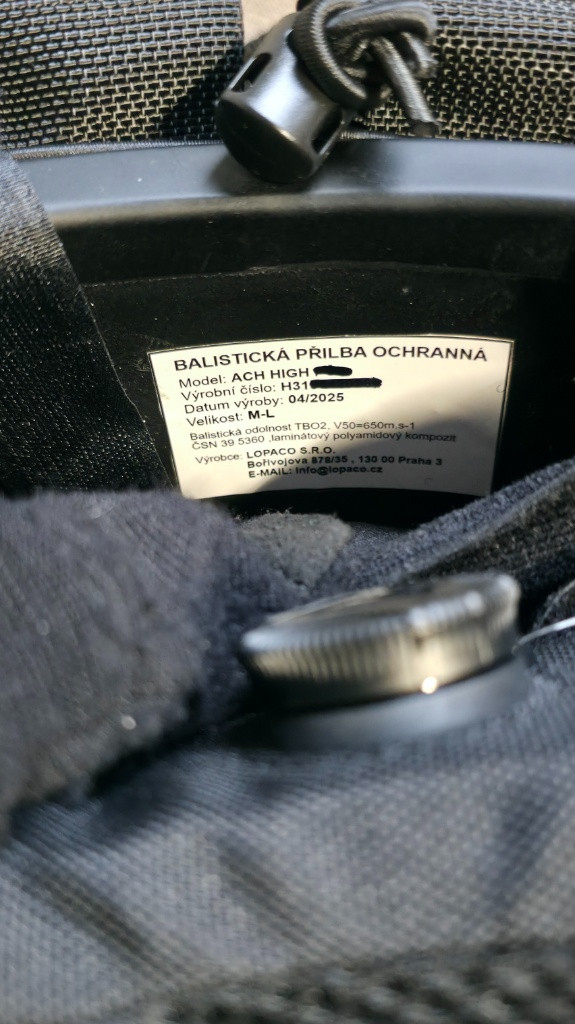 BALISTICKÁ PŘILBA OCHRANNÁ
Model: ACH HIGH
Výrobní číslo: H31
Datum výroby: 04/2025
Velikost: M-L
Balistická odolnost TBO2, V50=650m.s-1
ČSN 39 5360 ,laminátový polyamidový kompozit
Výrobce: LOPACO S.R.O.
Bořivojova 878/35 , 130 00 Praha 3
E-MAIL: info@lopaco.cz